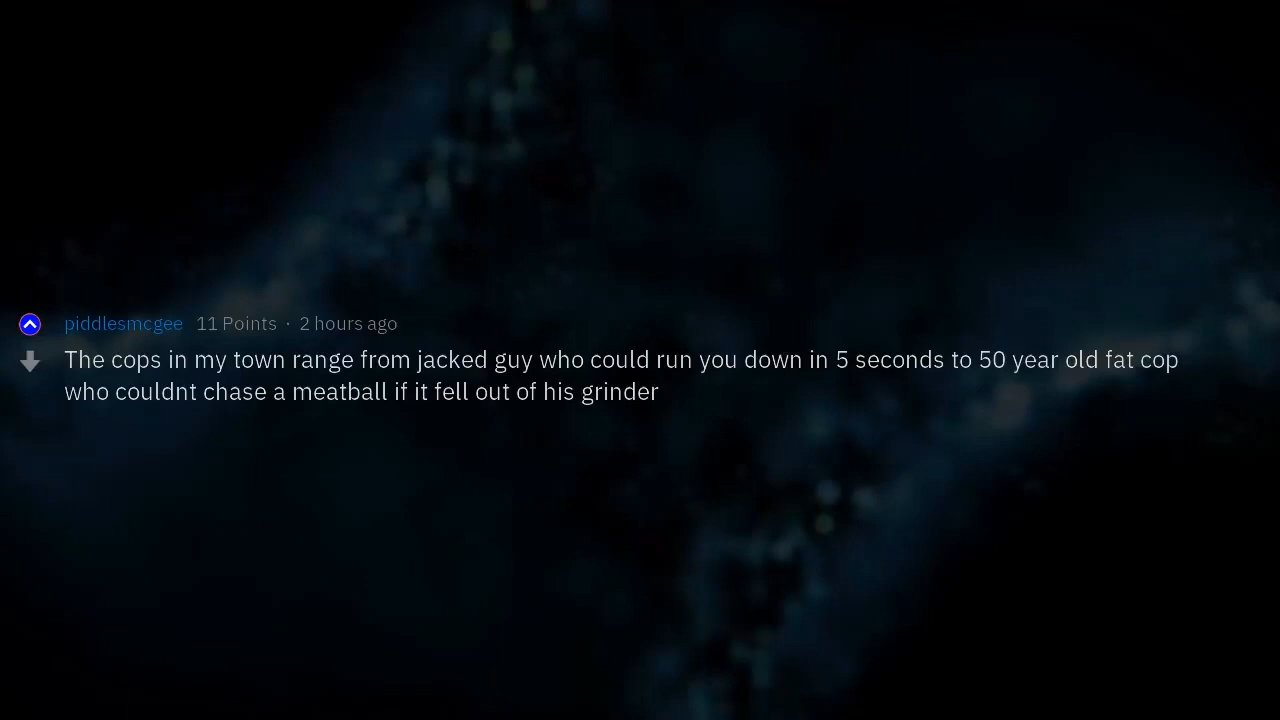 piddlesmcgee 11 Points · 2 hours ago
The cops in my town range from jacked guy who could run you down in 5 seconds to 50 year old fat cop
who couldnt chase a meatball if it fell out of his grinder